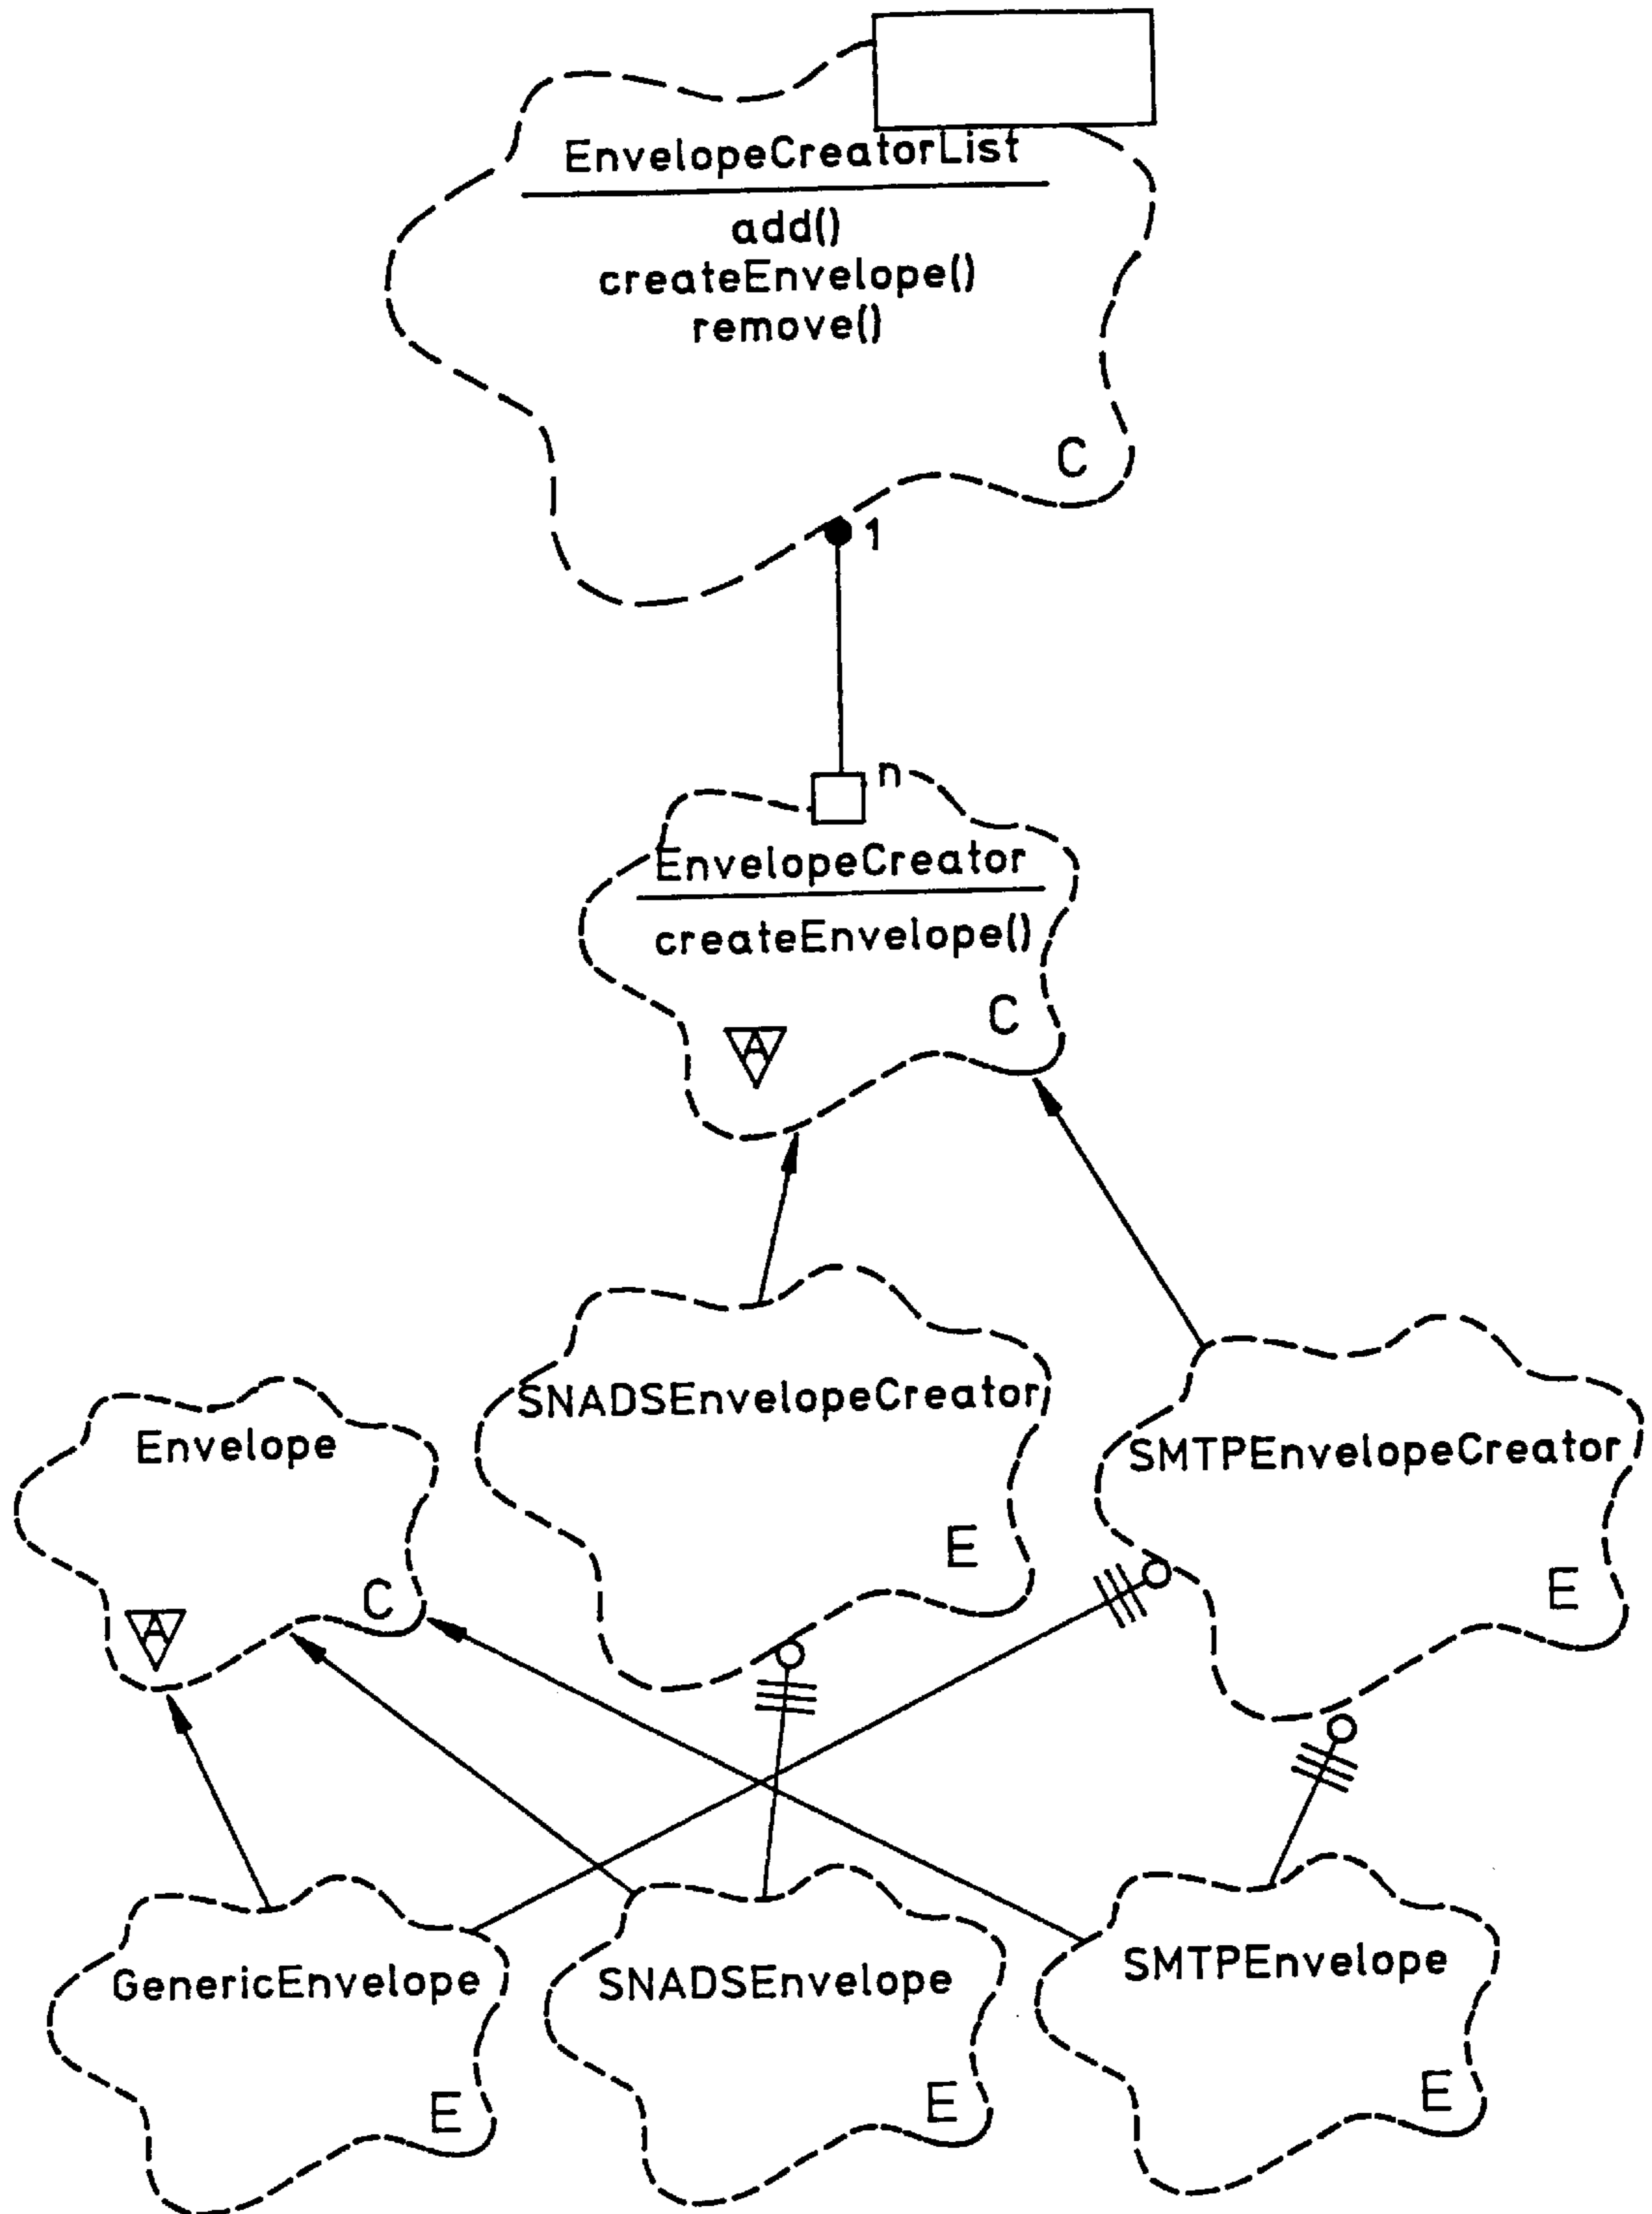 EnvelopeCreatorList
add()
createEnvelope()
remove()
C
1
n
EnvelopeCreator
createEnvelope()
C
A
SNADSEnvelopeCreator
E
SMTPEnvelopeCreator
E
Envelope
C
A
GenericEnvelope
E
SNADSEnvelope
E
SMTPEnvelope
E